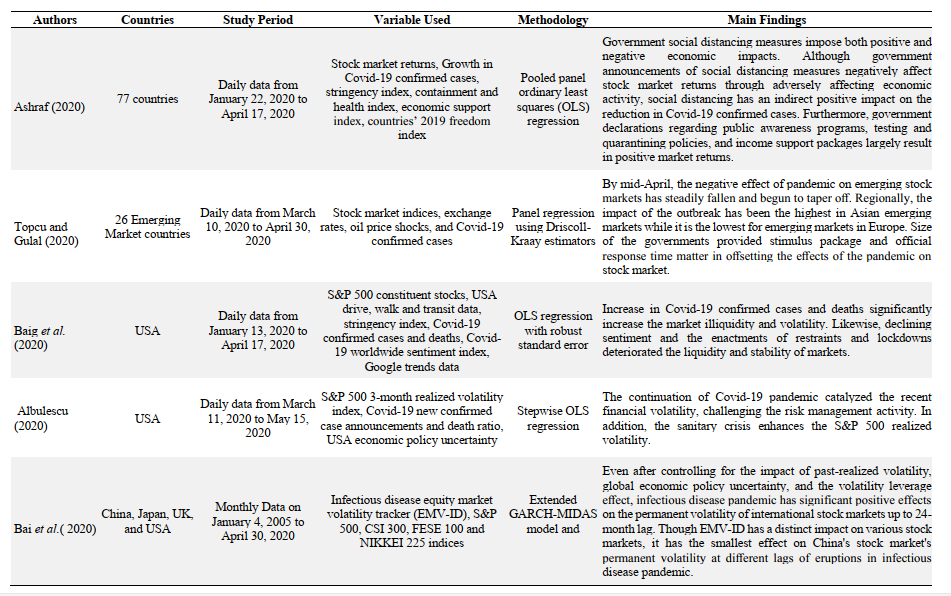 Authors Countries Study Period Variable Used Methodology Main Findings
Ashraf (2020)
77 countries
Daily data from
January 22, 2020 to
April 17, 2020
Stock market returns, Growth in
Covid-19 confirmed cases,
stringency index, containment and
health index, economic support
index, countries' 2019 freedom
index
Pooled panel
ordinary least
squares (OLS)
regression
Government social distancing measures impose both positive and
negative economic impacts. Although government
announcements of social distancing measures negatively affect
stock market returns through adversely affecting economic
activity, social distancing has an indirect positive impact on the
reduction in Covid-19 confirmed cases. Furthermore, government
declarations regarding public awareness programs, testing and
quarantining policies, and income support packages largely result
in positive market returns.
Topcu and
Gulal (2020)
26 Emerging
Market countries
Daily data from March
10, 2020 to April 30,
2020
Stock market indices, exchange
rates, oil price shocks, and Covid-19
confirmed cases
Panel regression
using Driscoll-
Kraay estimators
By mid-April, the negative effect of pandemic on emerging stock
markets has steadily fallen and begun to taper off. Regionally, the
impact of the outbreak has been the highest in Asian emerging
markets while it is the lowest for emerging markets in Europe. Size
of the governments provided stimulus package and official
response time matter in offsetting the effects of the pandemic on
stock market.
Baig et al.
(2020)
USA
Daily data from
January 13, 2020 to
April 17, 2020
S&P 500 constituent stocks, USA
drive, walk and transit data,
stringency index, Covid-19
confirmed cases and deaths, Covid-
19 worldwide sentiment index,
Google trends data
OLS regression
with robust
standard error
Increase in Covid-19 confirmed cases and deaths significantly
increase the market illiquidity and volatility. Likewise, declining
sentiment and the enactments of restraints and lockdowns
deteriorated the liquidity and stability of markets.
Albulescu
(2020)
USA
Daily data from March
11, 2020 to May 15,
2020
S&P 500 3-month realized volatility
index, Covid-19 new confirmed
case announcements and death ratio,
USA economic policy uncertainty
Stepwise OLS
regression
The continuation of Covid-19 pandemic catalyzed the recent
financial volatility, challenging the risk management activity. In
addition, the sanitary crisis enhances the S&P 500 realized
volatility.
Bai et al.( 2020)
China, Japan, UK,
and USA
Monthly Data on
January 4, 2005 to
April 30, 2020
Infectious disease equity market
volatility tracker (EMV-ID), S&P
500, CSI 300, FESE 100 and
NIKKEI 225 indices
Extended
GARCH-MIDAS
model and
Even after controlling for the impact of past-realized volatility,
global economic policy uncertainty, and the volatility leverage
effect, infectious disease pandemic has significant positive effects
on the permanent volatility of international stock markets up to 24-
month lag. Though EMV-ID has a distinct impact on various stock
markets, it has the smallest effect on China's stock market's
permanent volatility at different lags of eruptions in infectious
disease pandemic.